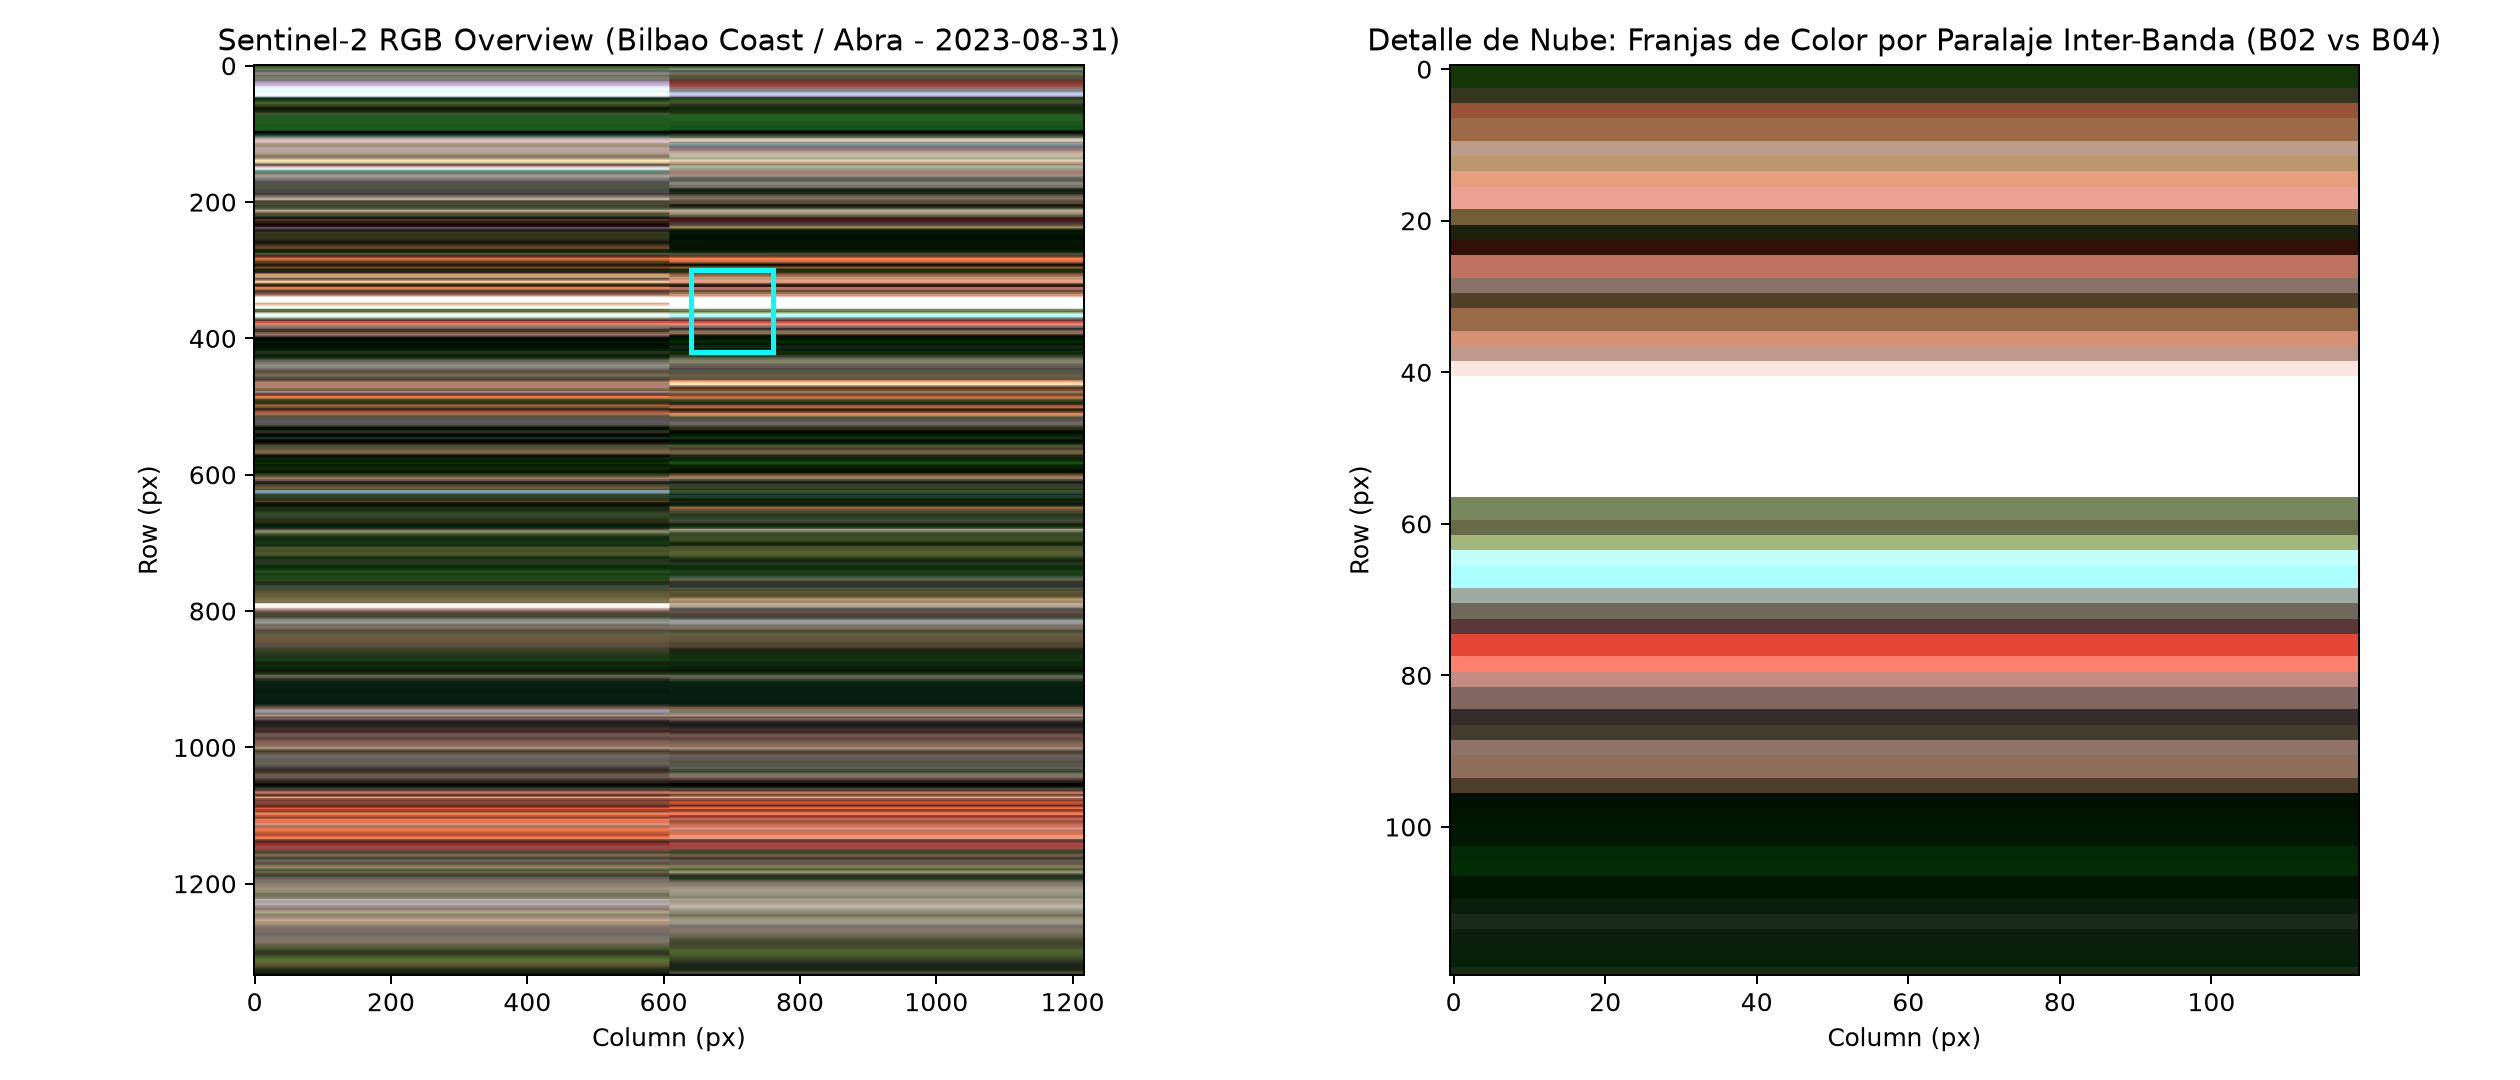 Sentinel-2 RGB Overview (Bilbao Coast / Abra - 2023-08-31)
0
200
400
600
800
1000
1200
Row (px)
0 200 400 600 800 1000 1200
Column (px)
Detalle de Nube: Franjas de Color por Paralaje Inter-Banda (B02 vs B04)
0
20
40
60
80
100
Row (px)
0 20 40 60 80 100
Column (px)